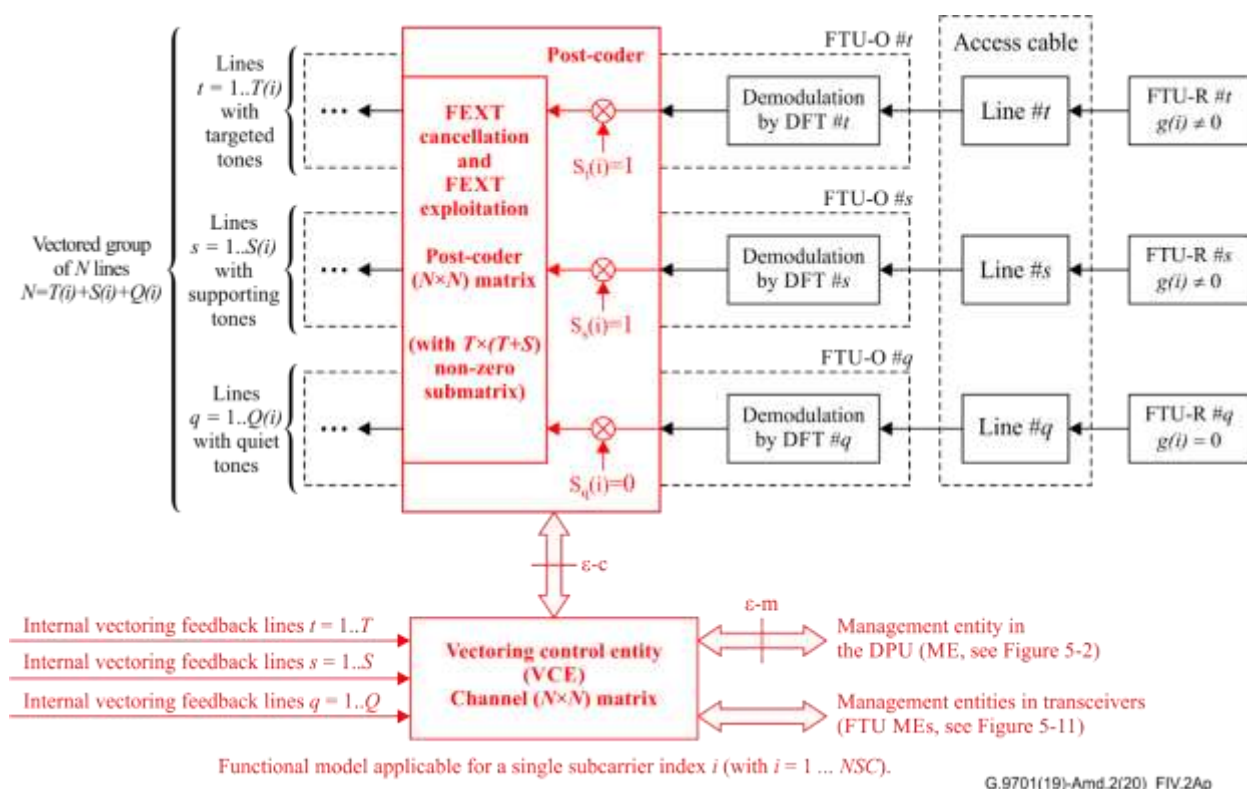 Vectored group
of N lines
N=T(i)+S(i)+Q(i)
Lines
t = 1..T(i)
with
targeted
tones
Lines
s = 1..S(i)
with
supporting
tones
Lines
q = 1..Q(i)
with quiet
tones
•••
•••
•••
Post-coder
FEXT
cancellation
and
FEXT
exploitation
Post-coder
(N×N) matrix
(with T×(T+S)
non-zero
submatrix)
Sₜ(i)=1
Sₛ(i)=1
S_q(i)=0
FTU-O #t
Demodulation
by DFT #t
FTU-O #s
Demodulation
by DFT #s
FTU-O #q
Demodulation
by DFT #q
Access cable
Line #t
Line #s
Line #q
FTU-R #t
g(i) ≠ 0
FTU-R #s
g(i) ≠ 0
FTU-R #q
g(i) = 0
ε-c
ε-m
Internal vectoring feedback lines t = 1..T
Internal vectoring feedback lines s = 1..S
Internal vectoring feedback lines q = 1..Q
Vectoring control entity
(VCE)
Channel (N×N) matrix
Management entity in
the DPU (ME, see Figure 5-2)
Management entities in transceivers
(FTU MEs, see Figure 5-11)
Functional model applicable for a single subcarrier index i (with i = 1 ... NSC).
G.9701(19)-Amd.2(20)_FIV.2Ap